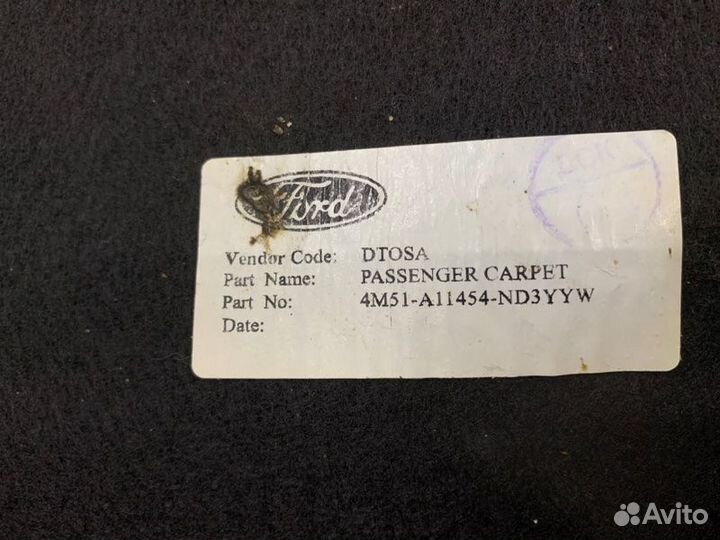 Ford
Vendor Code: DTOSA
Part Name: PASSENGER CARPET
Part No: 4M51-A11454-ND3YYW
Date:
Avito